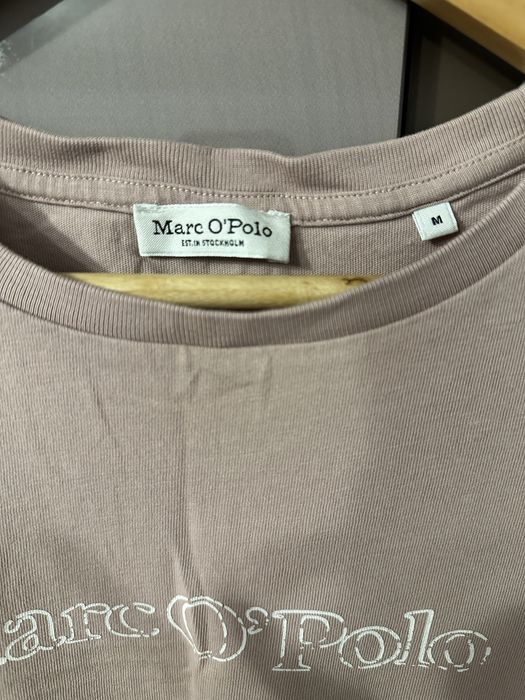 Marc O'Polo
EST. IN STOCKHOLM
M
arc O'Polo